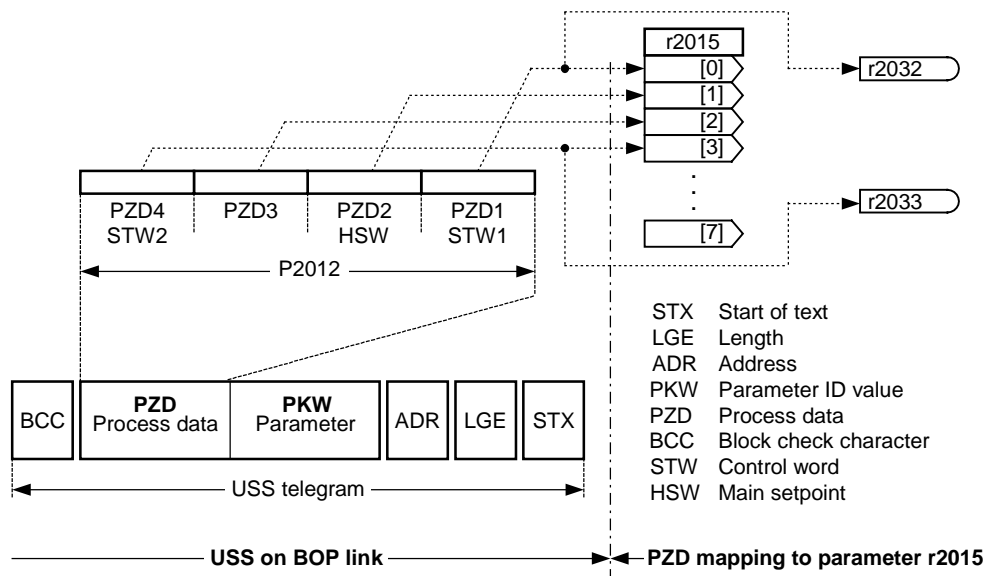 r2015
[0]
[1]
[2]
[3]
.
.
.
[7]
r2032
r2033
PZD4
STW2
PZD3
PZD2
HSW
PZD1
STW1
P2012
STX Start of text
LGE Length
ADR Address
PKW Parameter ID value
PZD Process data
BCC Block check character
STW Control word
HSW Main setpoint
BCC
PZD
Process data
PKW
Parameter
ADR
LGE
STX
USS telegram
USS on BOP link
PZD mapping to parameter r2015